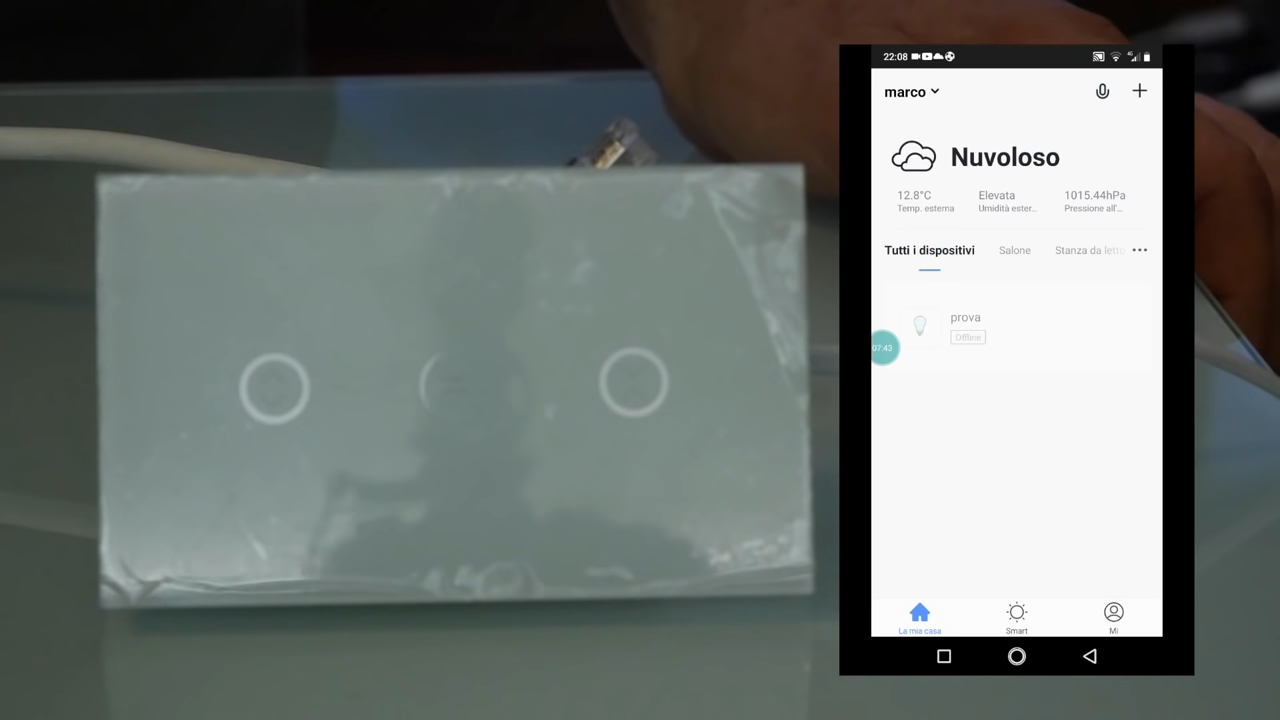 22:08
marco
Nuvoloso
12.8°C Elevata 1015.44hPa
Temp. esterna Umidità ester.. Pressione all'...
Tutti i dispositivi Salone Stanza da letto
prova
Offline
07:43
La mia casa Smart Mi